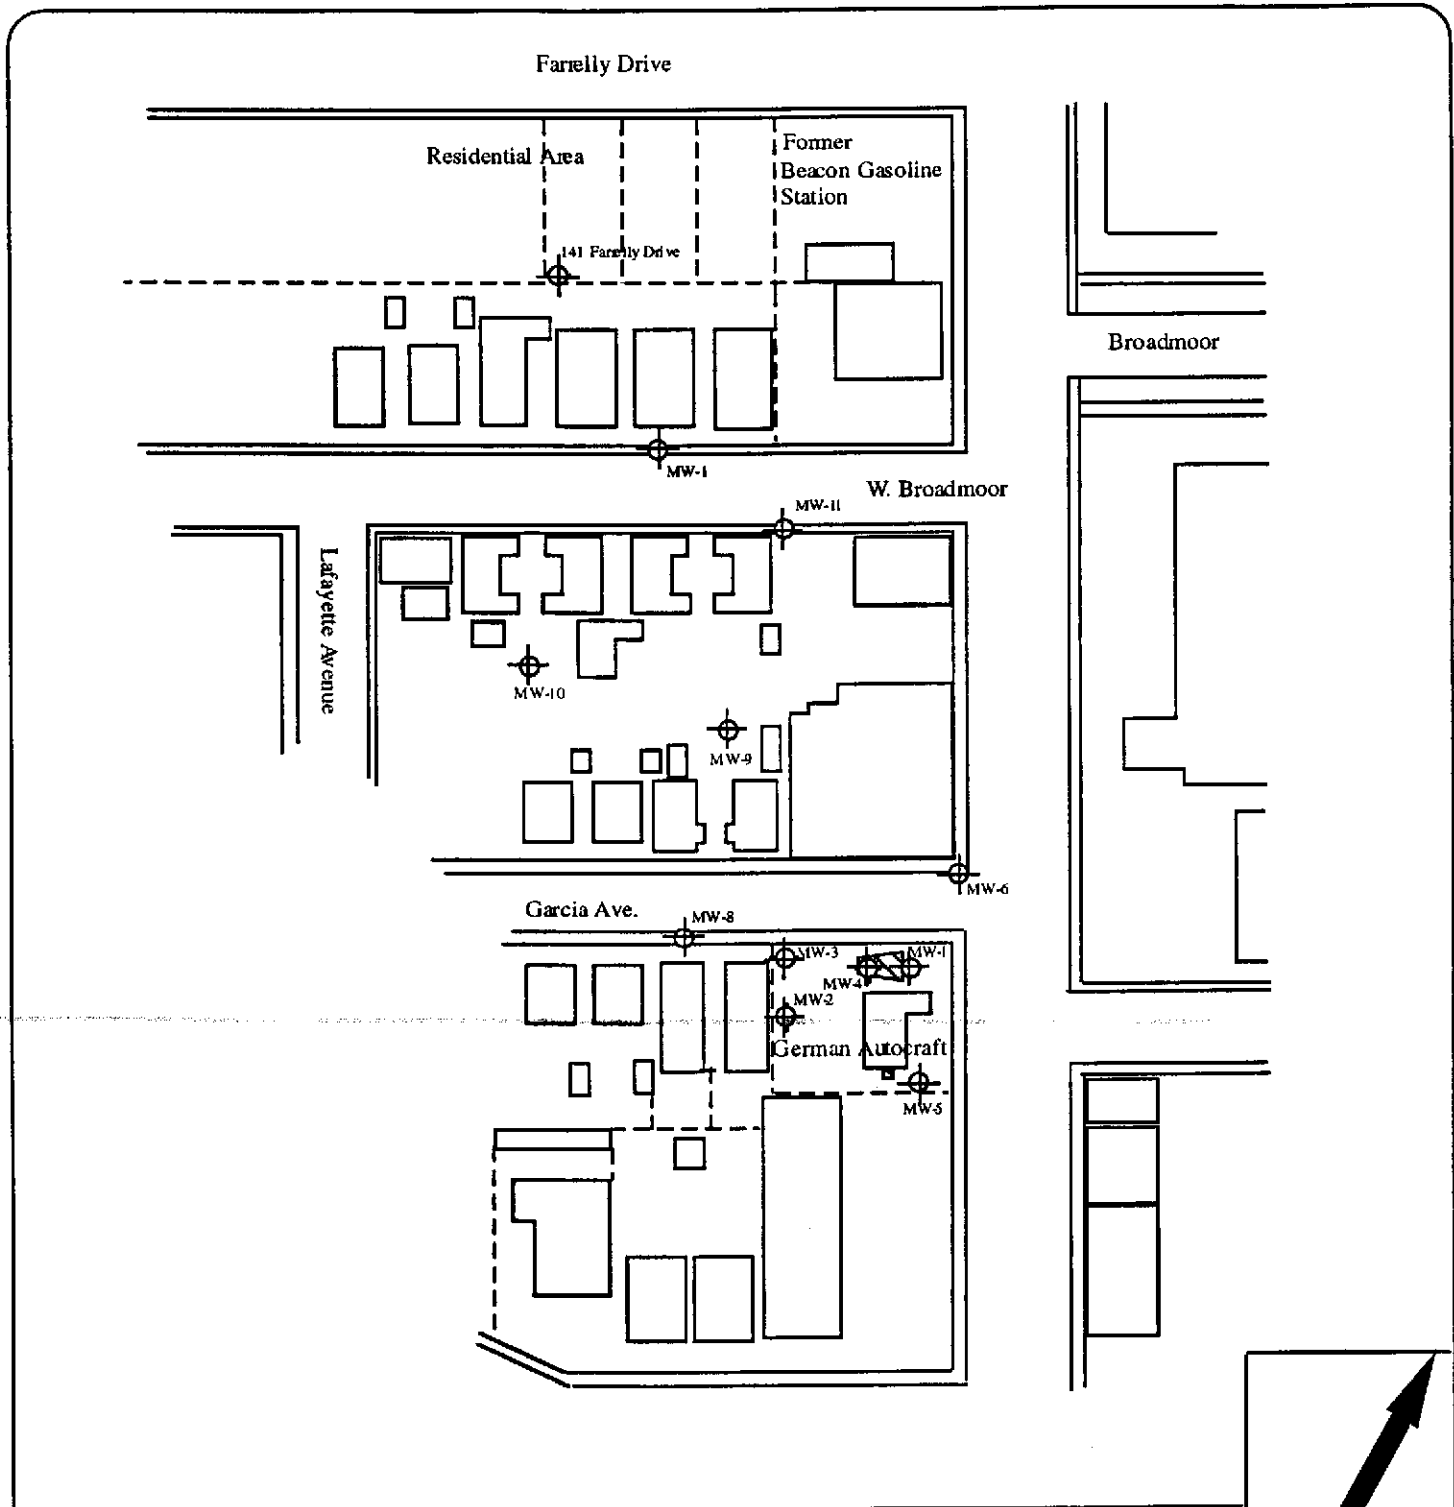 Farrelly Drive
Residential Area
Former
Beacon Gasoline
Station
141 Farrelly Drive
Broadmoor
MW-1
W. Broadmoor
MW-11
Lafayette Avenue
MW-10
MW-9
MW-6
Garcia Ave.
MW-8
MW-3
MW-1
MW-4
MW-2
German Autocraft
MW-5